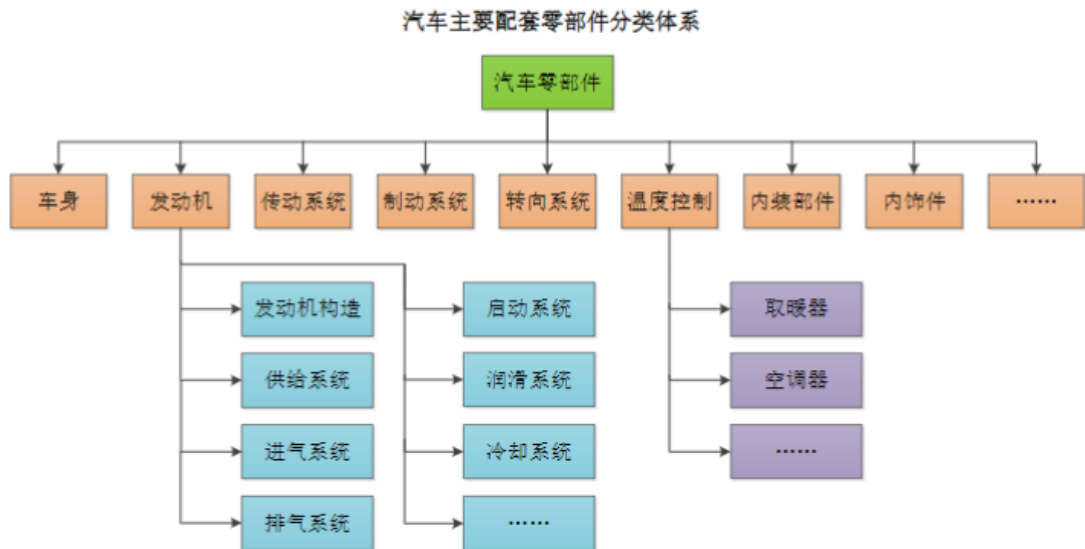 汽车主要配套零部件分类体系
汽车零部件
车身
发动机
传动系统
制动系统
转向系统
温度控制
内装部件
内饰件
……
发动机构造
启动系统
取暖器
供给系统
润滑系统
空调器
进气系统
冷却系统
……
排气系统
……